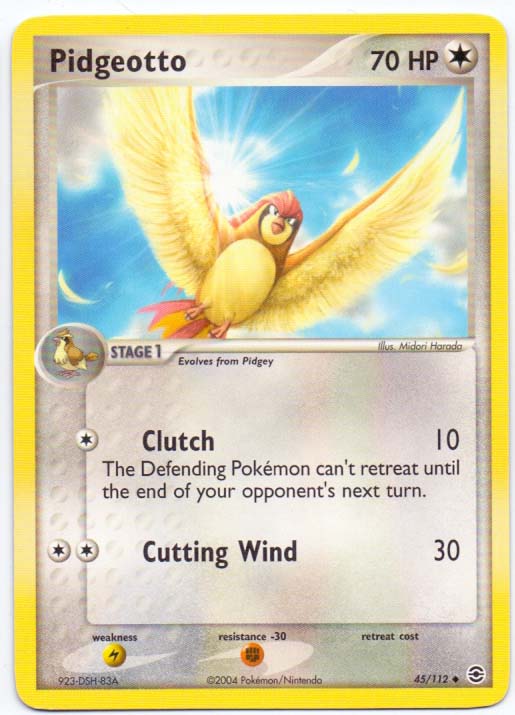 Pidgeotto 70 HP
Illus. Midori Harada
STAGE 1
Evolves from Pidgey
Clutch 10
The Defending Pokémon can't retreat until
the end of your opponent's next turn.
Cutting Wind 30
weakness resistance -30 retreat cost
923-DSH-83A ©2004 Pokémon/Nintendo 45/112